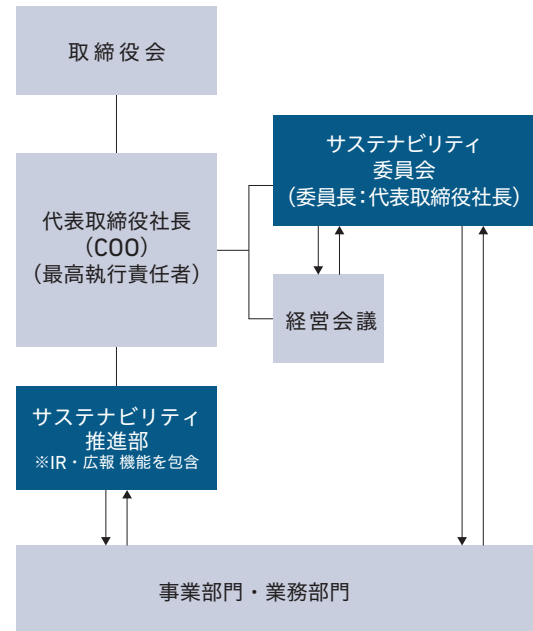 取締役会
サステナビリティ
委員会
（委員長：代表取締役社長）
代表取締役社長
（COO）
（最高執行責任者）
経営会議
サステナビリティ
推進部
※IR・広報 機能を包含
事業部門・業務部門